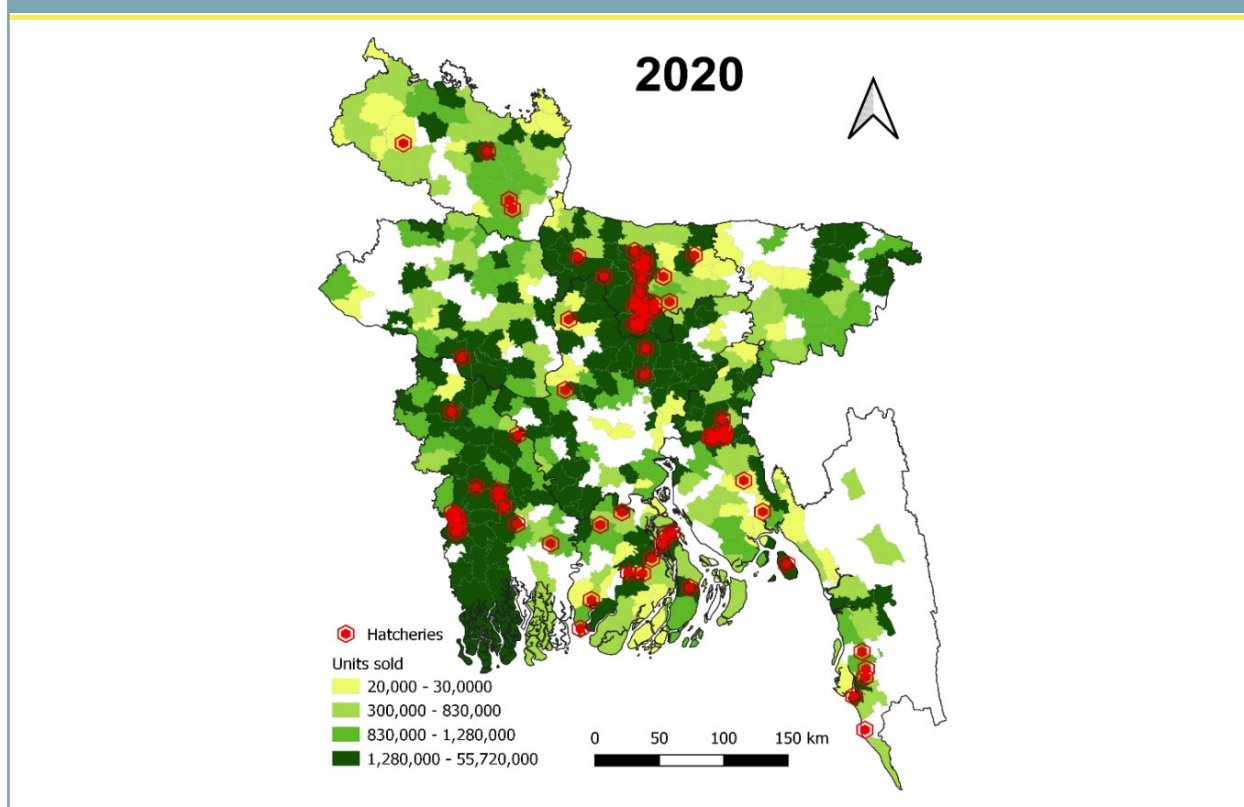 2020
Hatcheries
Units sold
20,000 - 30,0000
300,000 - 830,000
830,000 - 1,280,000
1,280,000 - 55,720,000
0 50 100 150 km